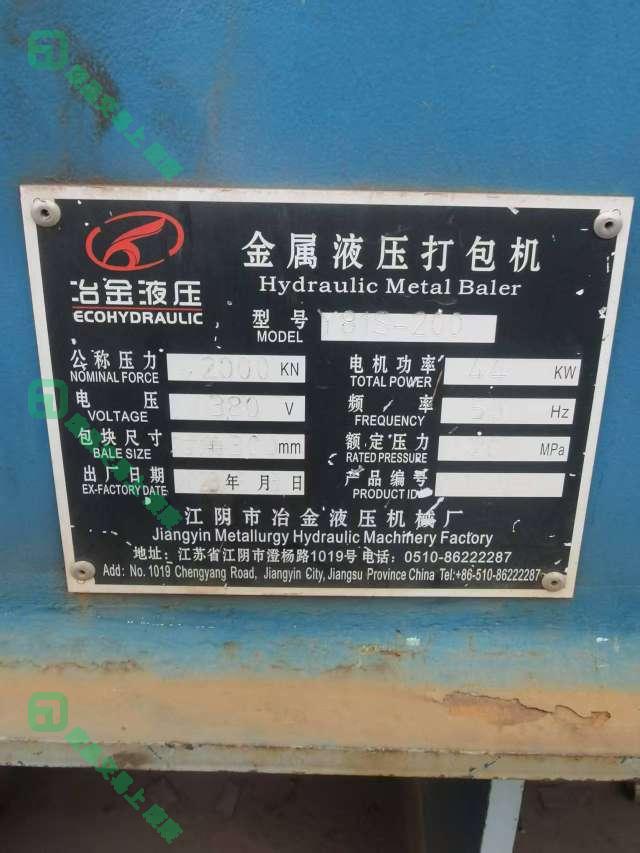 金属液压打包机
Hydraulic Metal Baler
冶金液压
ECOHYDRAULIC
型号 Y81S-200
MODEL
公称压力 2000 KN
NOMINAL FORCE
电机功率 44 KW
TOTAL POWER
电压 380 V
VOLTAGE
频率 Hz
FREQUENCY
包块尺寸 mm
BALE SIZE
额定压力 MPa
RATED PRESSURE
出厂日期 年 月 日
EX-FACTORY DATE
产品编号
PRODUCT ID
江阴市冶金液压机械厂
Jiangyin Metallurgy Hydraulic Machinery Factory
地址: 江苏省江阴市澄杨路1019号 电话: 0510-86222287
Add: No. 1019 Chengyang Road, Jiangyin City, Jiangsu Province China Tel:+86-510-86222287